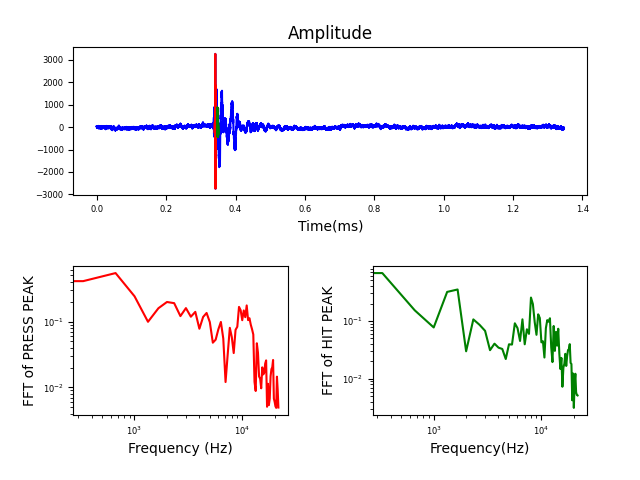 Amplitude
3000
2000
1000
0
−1000
−2000
−3000
0.0 0.2 0.4 0.6 0.8 1.0 1.2 1.4
Time(ms)
FFT of PRESS PEAK
10⁻¹
10⁻²
10³ 10⁴
Frequency (Hz)
FFT of HIT PEAK
10⁻¹
10⁻²
10³ 10⁴
Frequency(Hz)